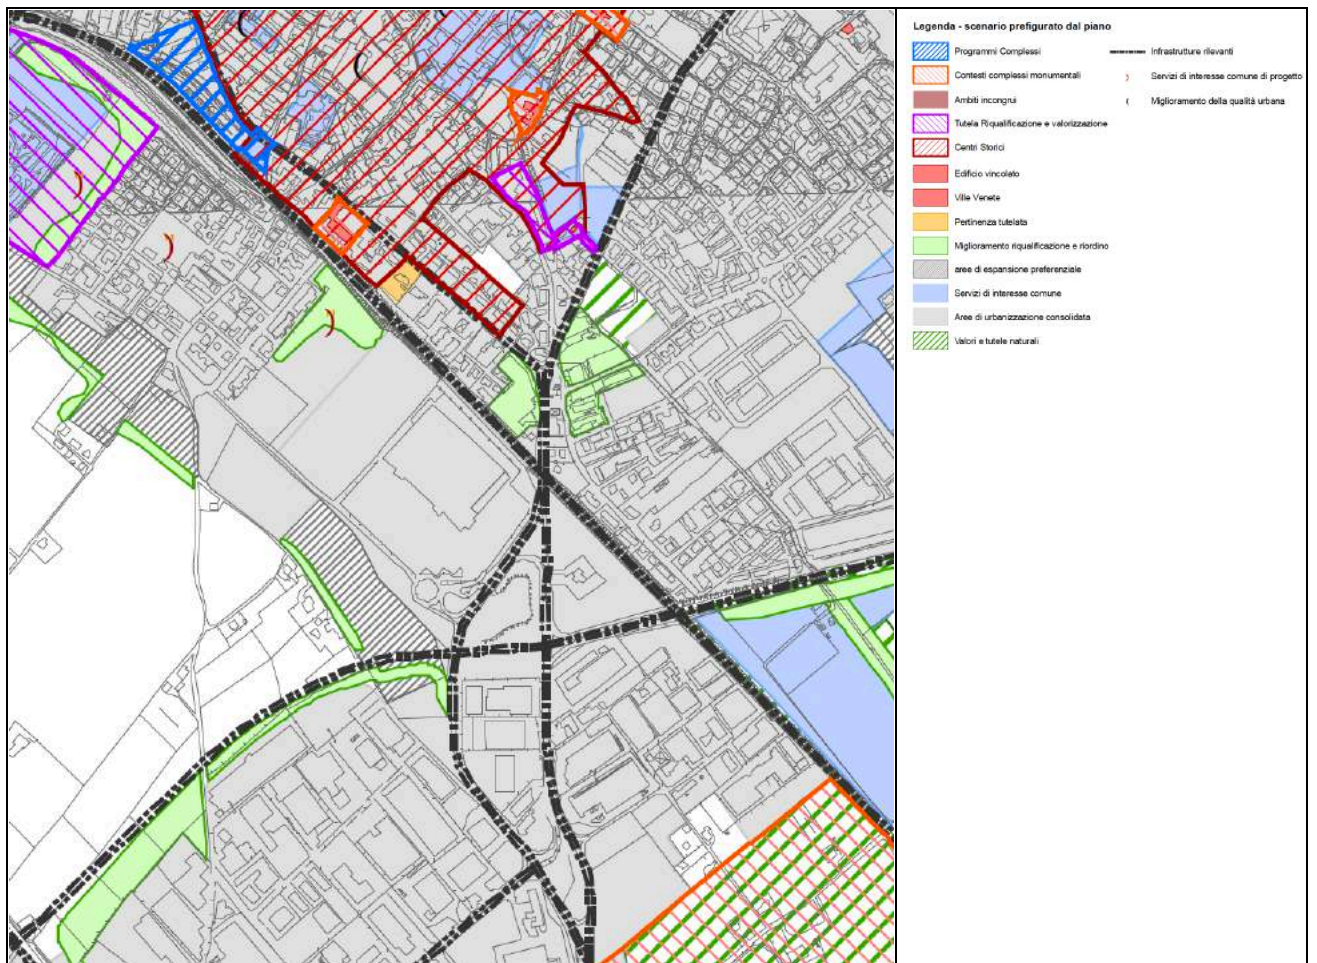 Legenda - scenario prefigurato dal piano
Programmi Complessi
Contesti complessi monumentali
Ambiti incongrui
Tutela Riqualificazione e valorizzazione
Centri Storici
Edificio vincolato
Ville Venete
Pertinenza tutelata
Miglioramento riqualificazione e riordino
aree di espansione preferenziale
Servizi di interesse comune
Aree di urbanizzazione consolidata
Valori e tutele naturali
Infrastrutture rilevanti
Servizi di interesse comune di progetto
Miglioramento della qualità urbana